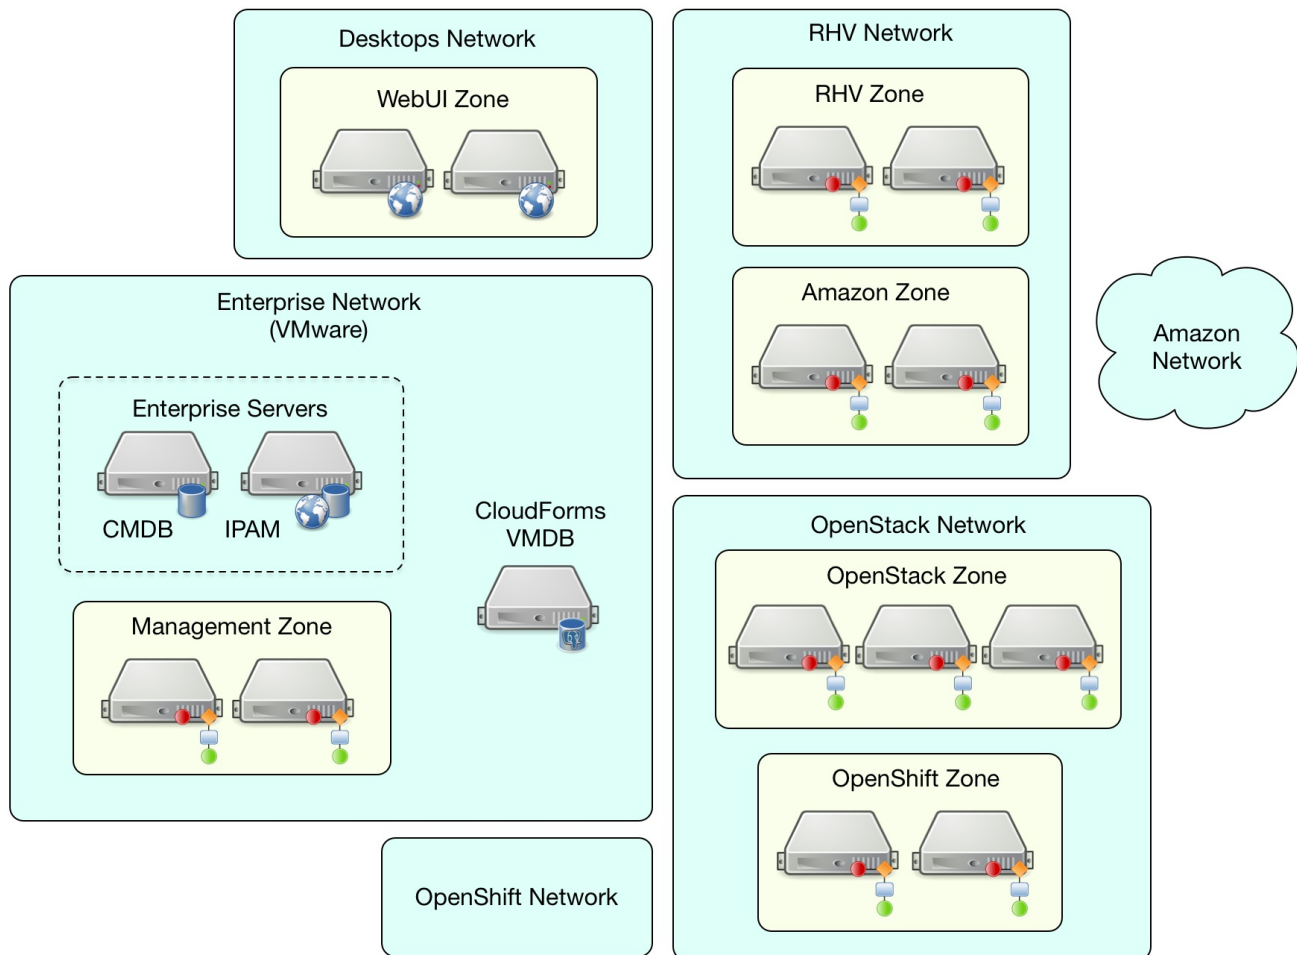 Desktops Network
WebUI Zone
RHV Network
RHV Zone
Amazon Zone
Amazon
Network
Enterprise Network
(VMware)
Enterprise Servers
CMDB
IPAM
CloudForms
VMDB
Management Zone
OpenStack Network
OpenStack Zone
OpenShift Zone
OpenShift Network